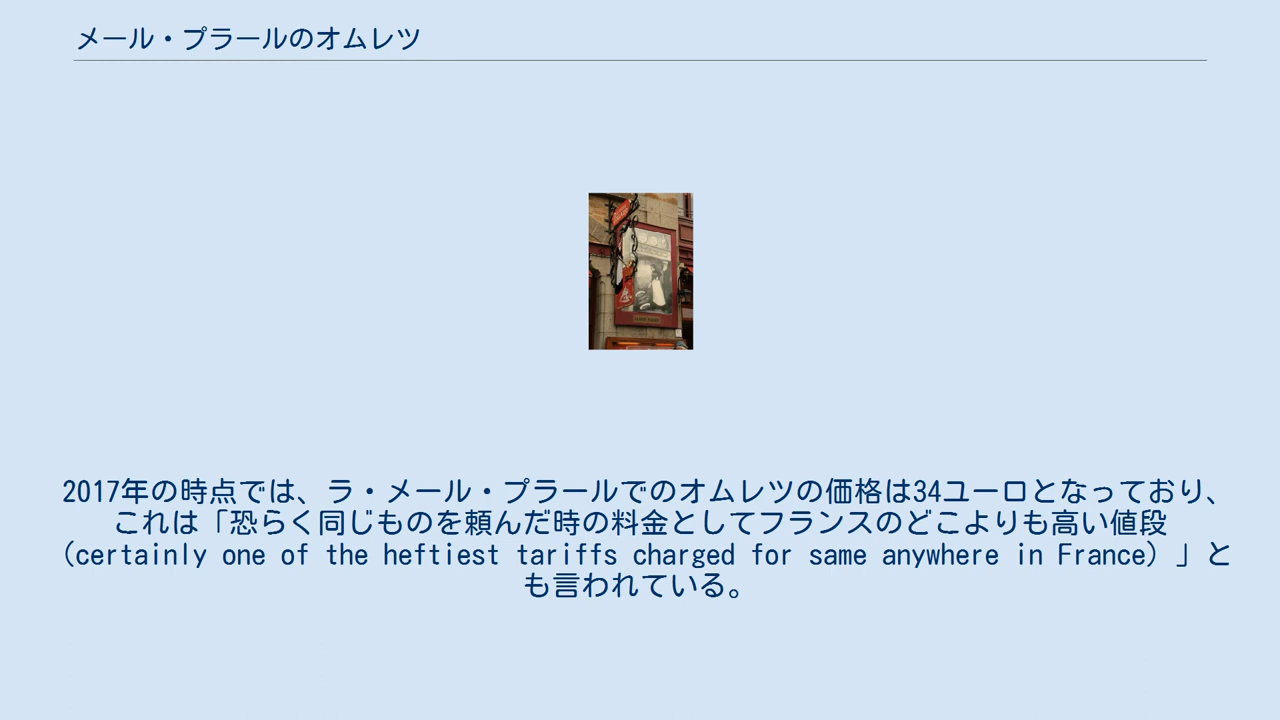 メール・プラールのオムレツ
2017年の時点では、ラ・メール・プラールでのオムレツの価格は34ユーロとなっており、
これは「恐らく同じものを頼んだ時の料金としてフランスのどこよりも高い値段
（certainly one of the heftiest tariffs charged for same anywhere in France）」と
も言われている。